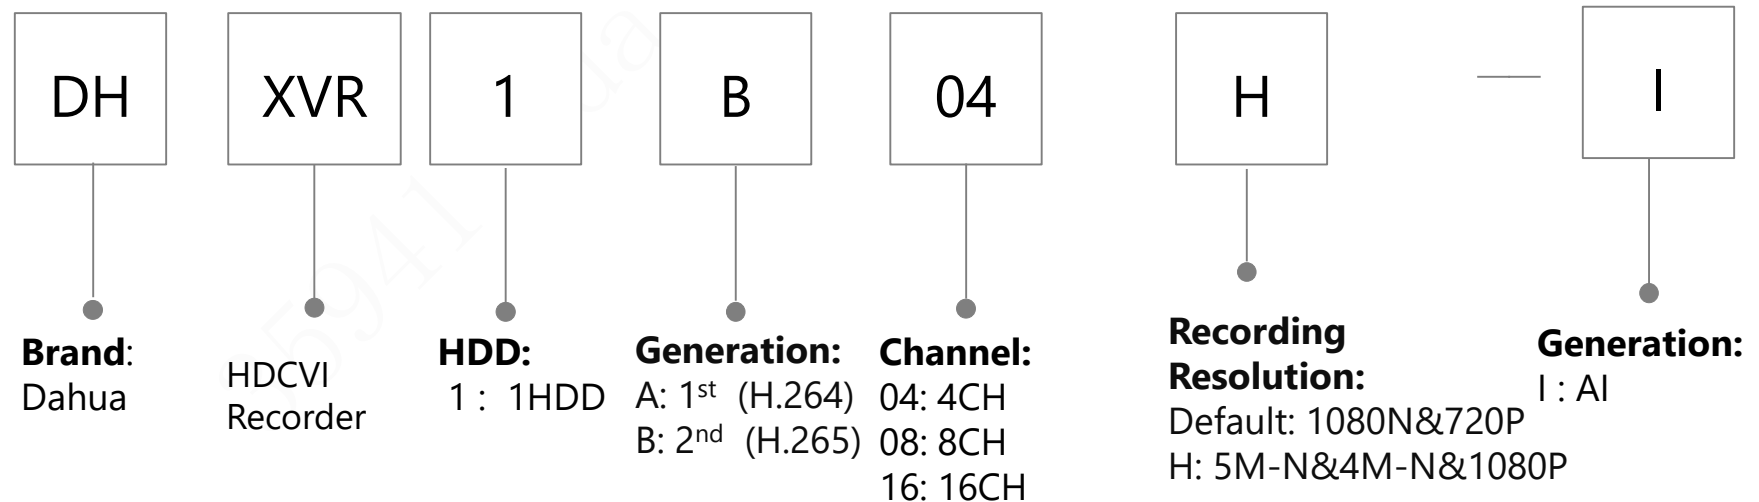 DH XVR 1 B 04 H — I
Brand:
Dahua
HDCVI
Recorder
HDD:
1 : 1HDD
Generation:
A: 1st (H.264)
B: 2nd (H.265)
Channel:
04: 4CH
08: 8CH
16: 16CH
Recording
Resolution:
Default: 1080N&720P
H: 5M-N&4M-N&1080P
Generation:
I : AI